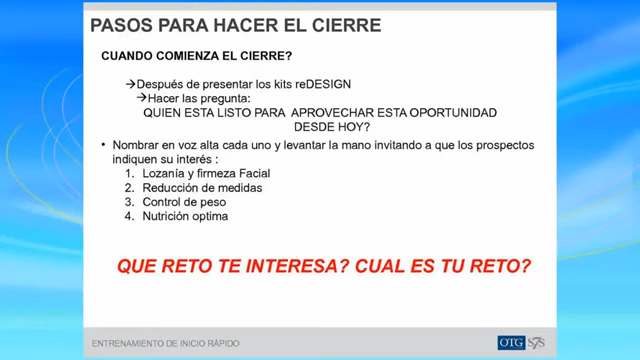 PASOS PARA HACER EL CIERRE
CUANDO COMIENZA EL CIERRE?
→Después de presentar los kits reDESIGN
→Hacer las pregunta:
QUIEN ESTA LISTO PARA APROVECHAR ESTA OPORTUNIDAD
DESDE HOY?
• Nombrar en voz alta cada uno y levantar la mano invitando a que los prospectos
indiquen su interés :
1. Lozanía y firmeza Facial
2. Reducción de medidas
3. Control de peso
4. Nutrición optima
QUE RETO TE INTERESA? CUAL ES TU RETO?
ENTRENAMIENTO DE INICIO RÁPIDO
OTG S7S